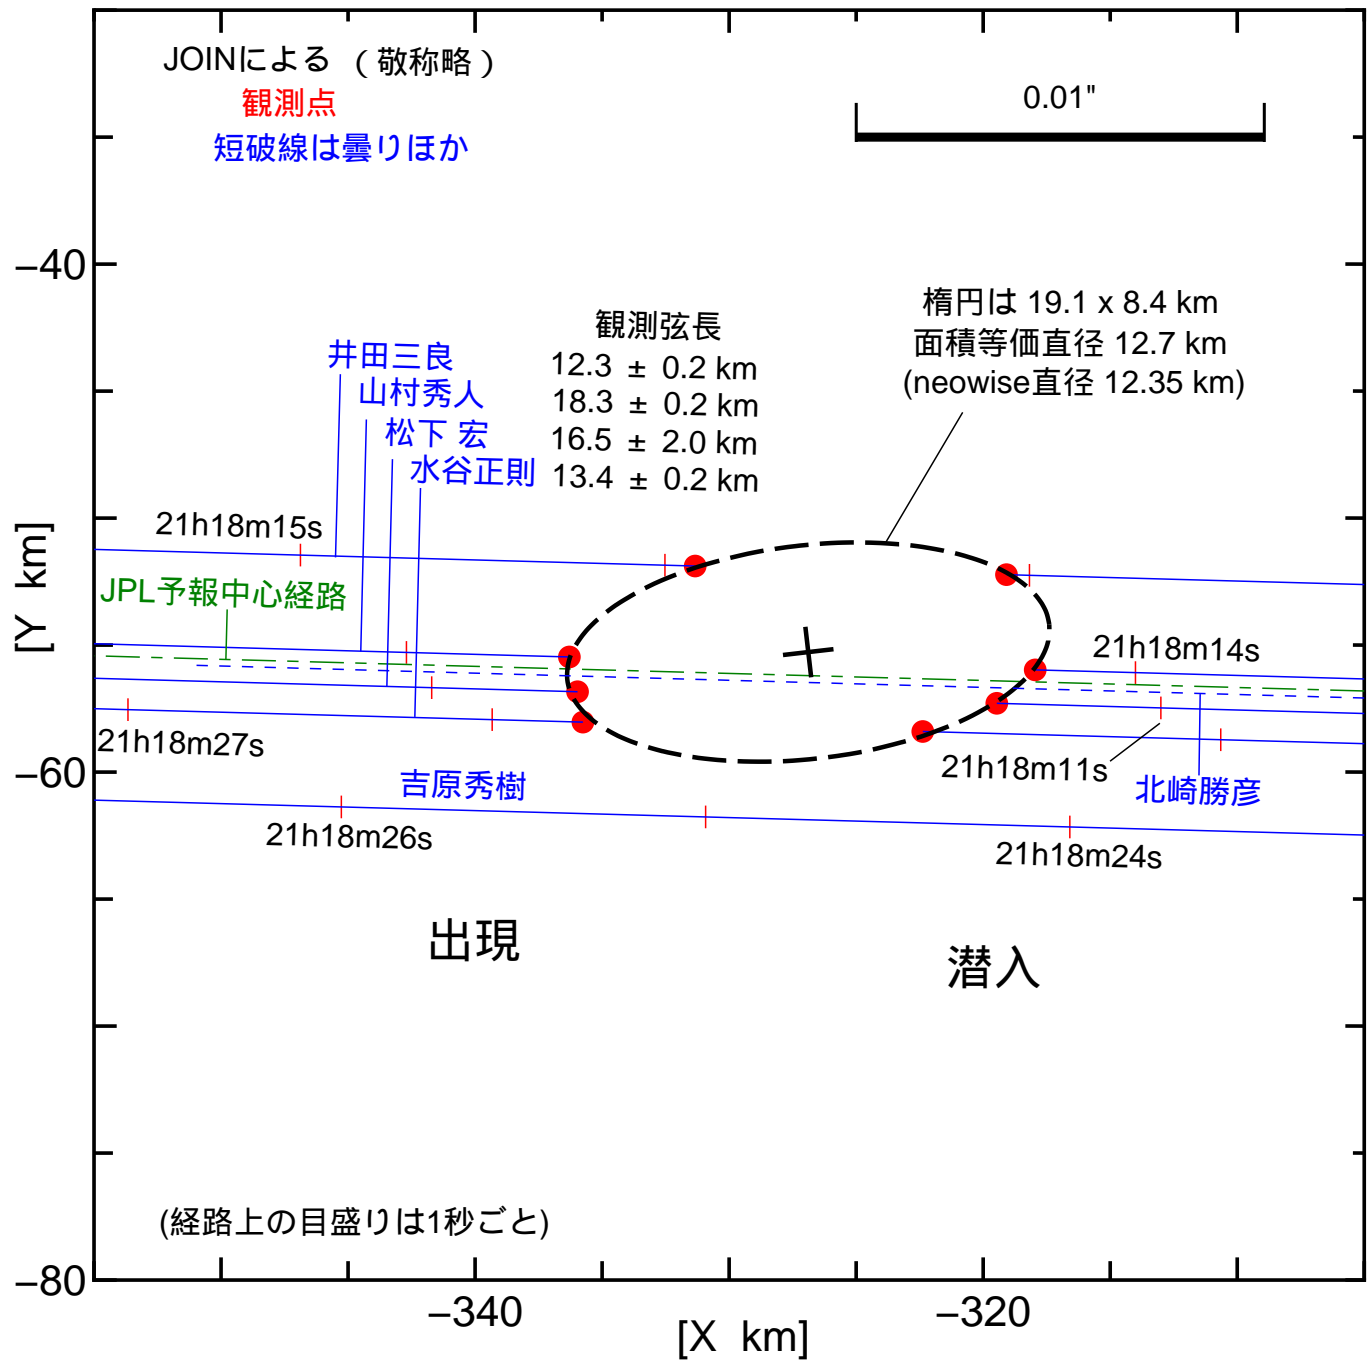 JOINによる （敬称略）
観測点
短破線は曇りほか
0.01"
−40
楕円は 19.1 x 8.4 km
面積等価直径 12.7 km
(neowise直径 12.35 km)
観測弦長
12.3 ± 0.2 km
18.3 ± 0.2 km
16.5 ± 2.0 km
13.4 ± 0.2 km
井田三良
山村秀人
松下 宏
水谷正則
21h18m15s
JPL予報中心経路
[Y km]
21h18m14s
21h18m27s
21h18m11s
−60
吉原秀樹
北崎勝彦
21h18m26s
21h18m24s
出現
潜入
(経路上の目盛りは1秒ごと)
−80
−340
−320
[X km]